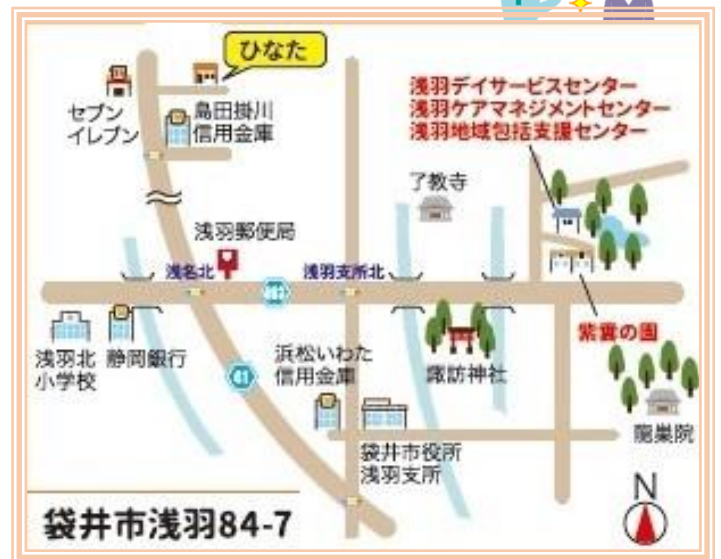 ひなた
セブン
イレブン
島田掛川
信用金庫
浅羽デイサービスセンター
浅羽ケアマネジメントセンター
浅羽地域包括支援センター
了教寺
浅羽郵便局
浅名北
浅羽支所北
浅羽北
小学校
静岡銀行
41
浜松いわた
信用金庫
諏訪神社
紫雲の園
龍巣院
袋井市役所
浅羽支所
N
袋井市浅羽84-7